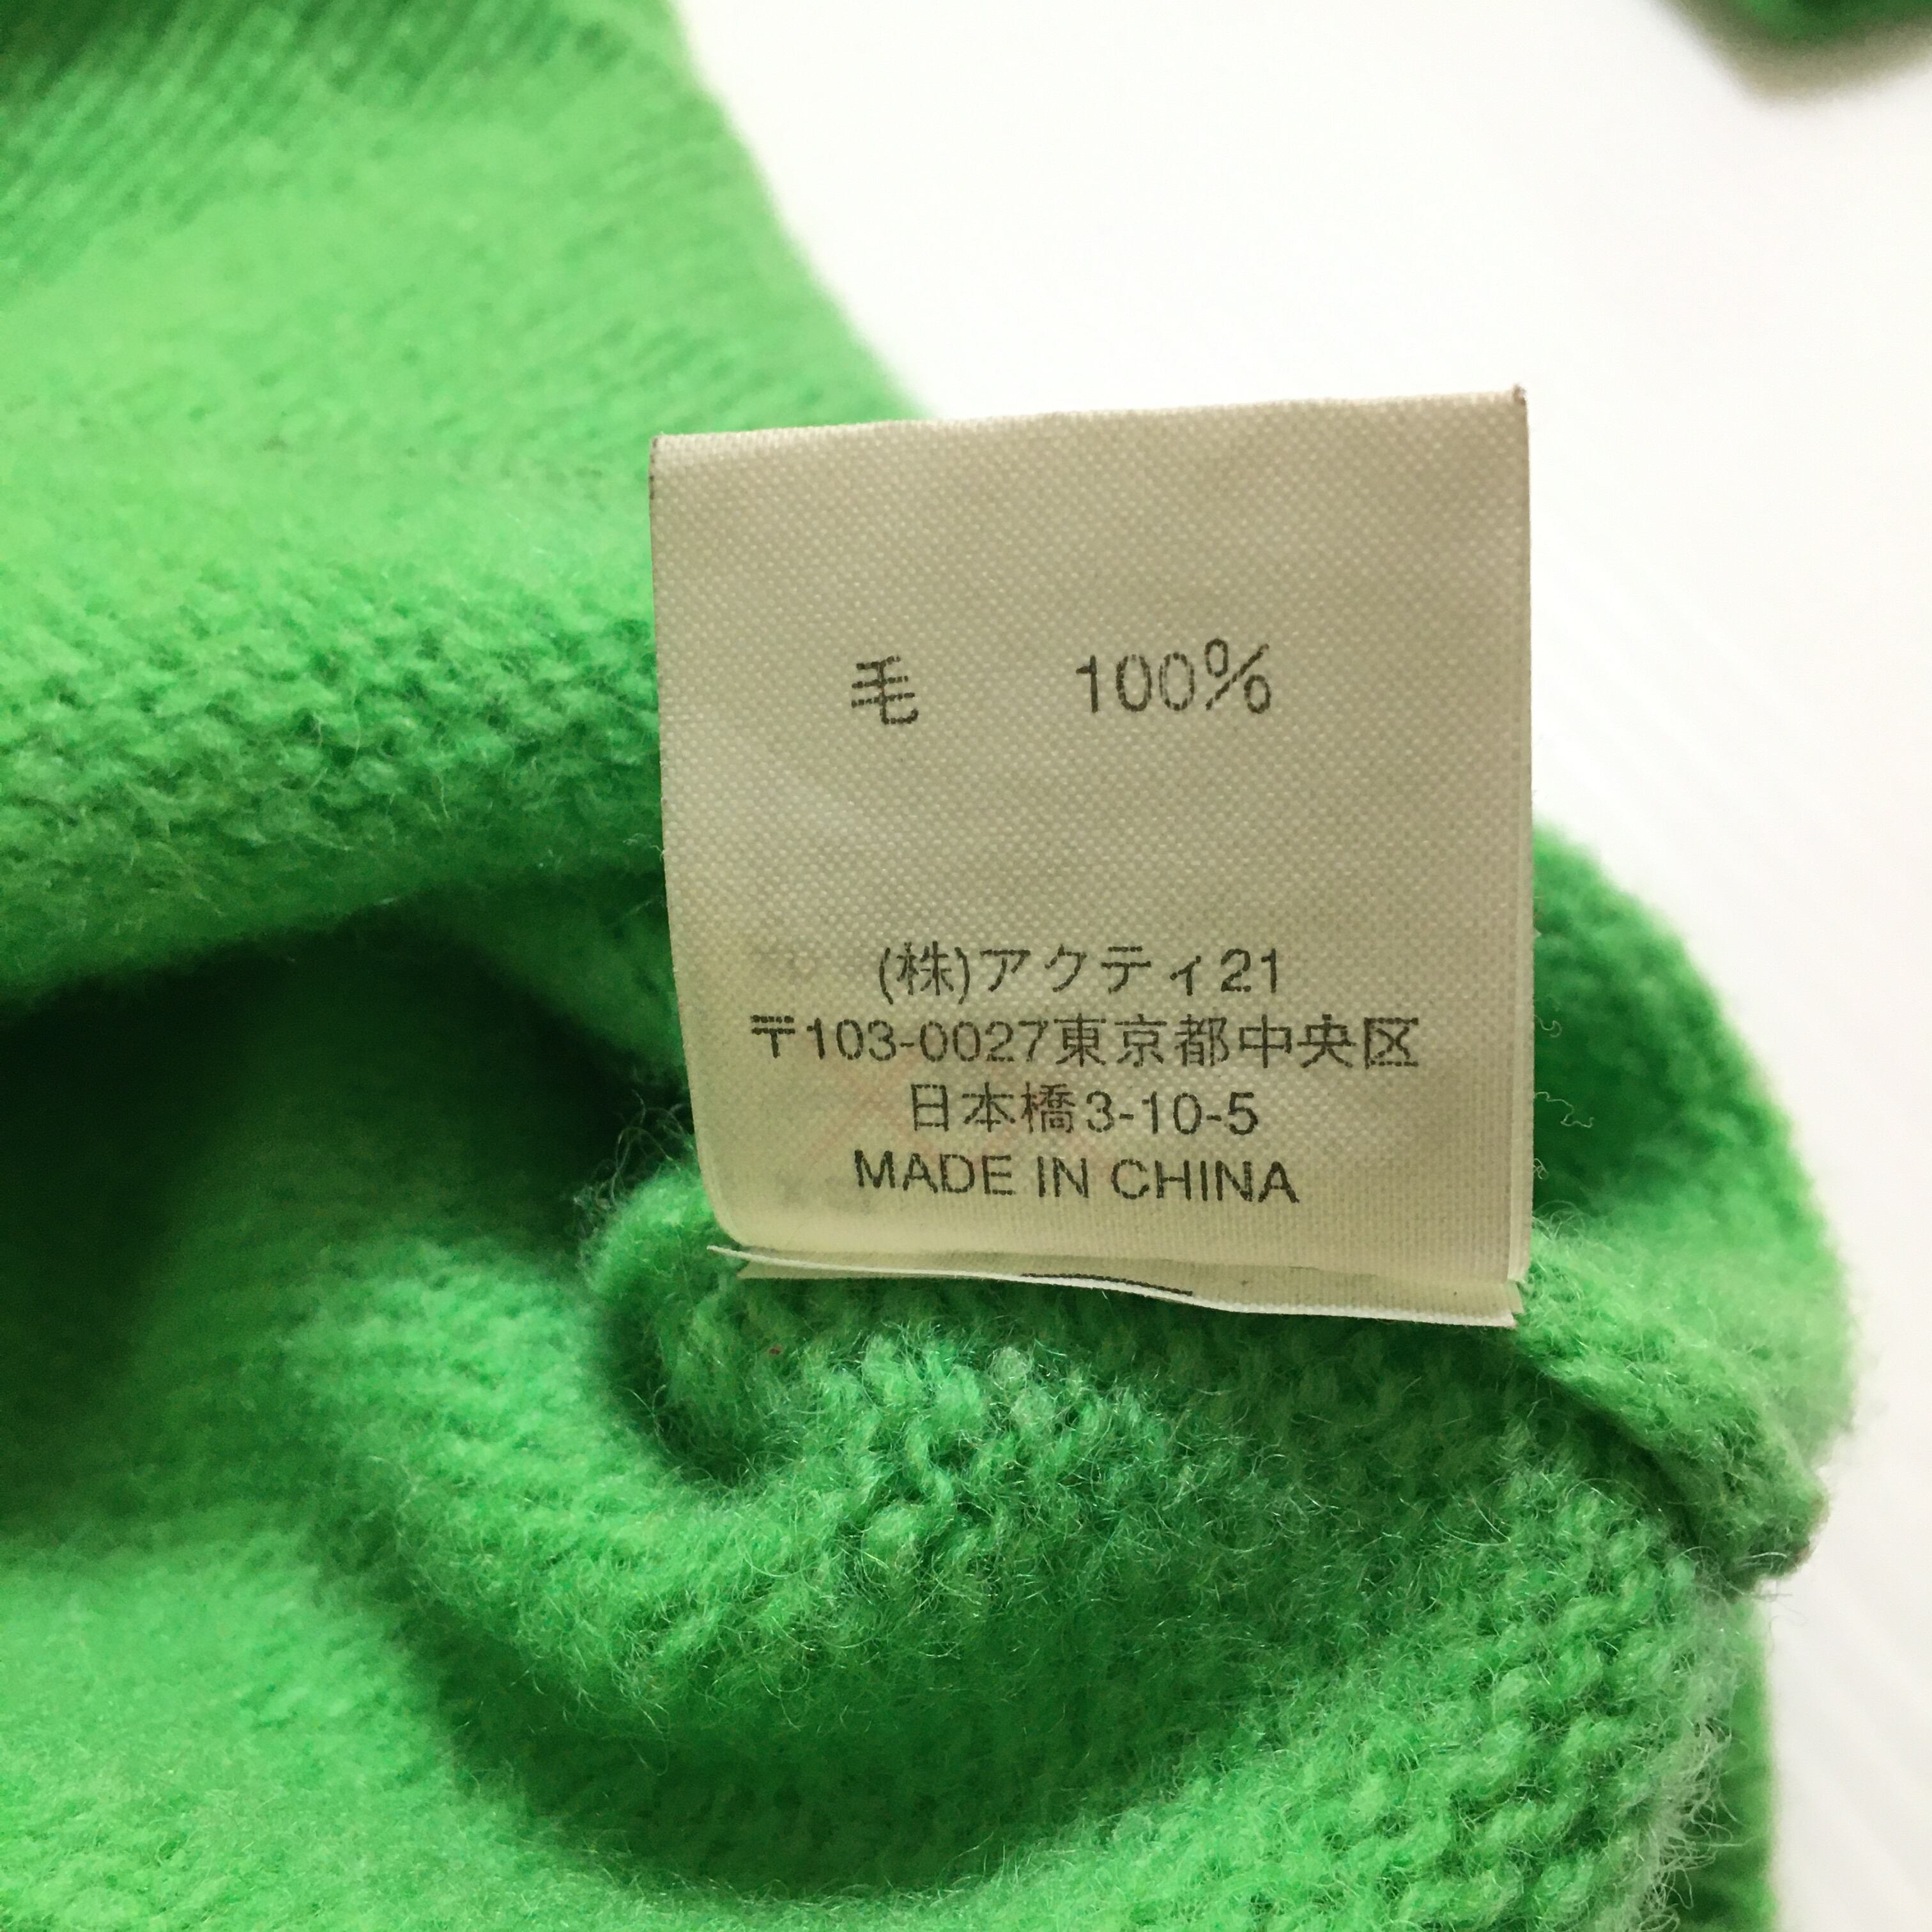 毛 100%
(株)アクティ21
〒103-0027東京都中央区
日本橋3-10-5
MADE IN CHINA